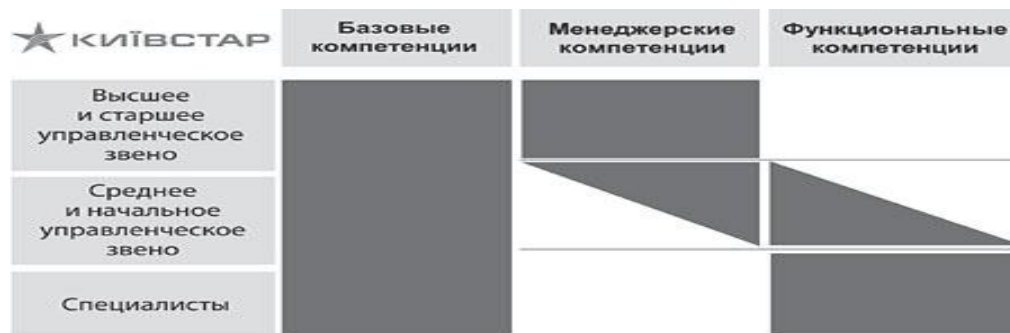 КИЇВСТАР
Базовые
компетенции
Менеджерские
компетенции
Функциональные
компетенции
Высшее
и старшее
управленческое
звено
Среднее
и начальное
управленческое
звено
Специалисты